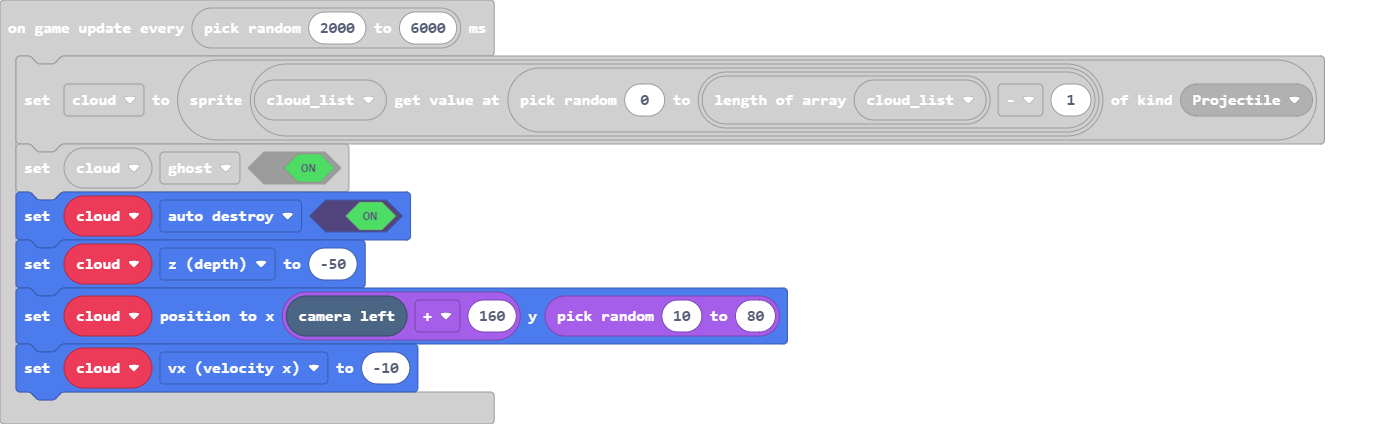 on game update every pick random 2000 to 6000 ms
set cloud to sprite cloud_list get value at pick random 0 to length of array cloud_list - 1 of kind Projectile
set cloud ghost ON
set cloud auto destroy ON
set cloud z (depth) to -50
set cloud position to x camera left + 160 y pick random 10 to 80
set cloud vx (velocity x) to -10